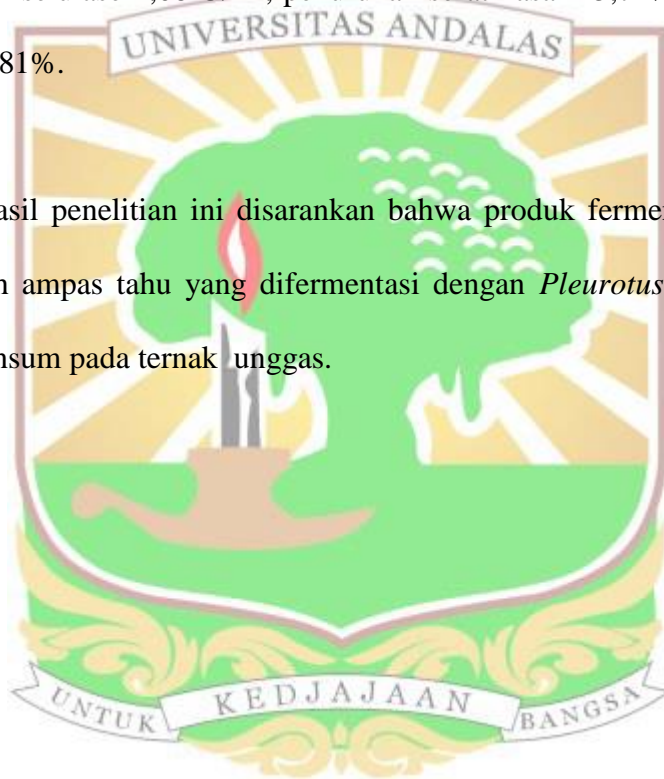 UNIVERSITAS ANDALAS
81%.
asil penelitian ini disarankan bahwa produk fermen
n ampas tahu yang difermentasi dengan Pleurotus
nsum pada ternak unggas.
UNTUK KEDJAJAAN BANGSA